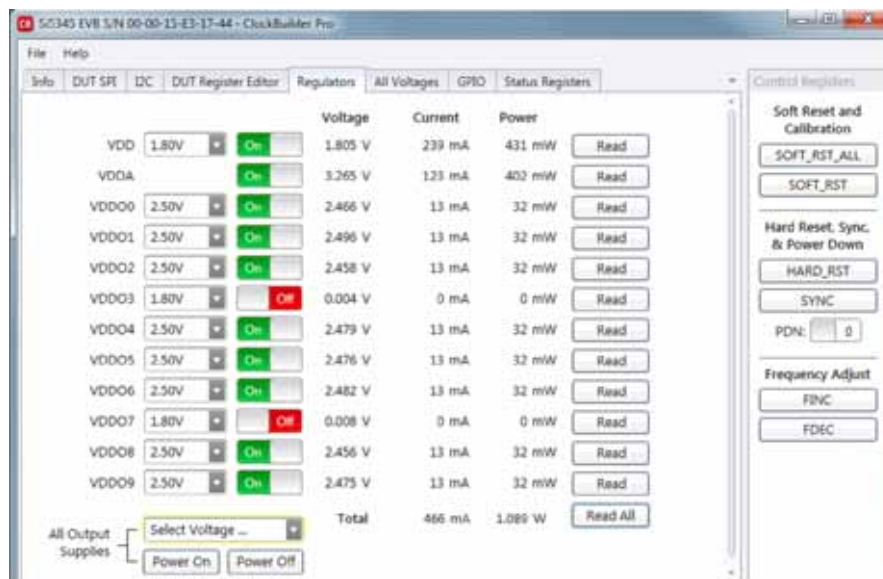 Si5345 EVB S/N 00-00-15-E3-17-44 - ClockBuilder Pro
File Help
Info DUT SPI I2C DUT Register Editor Regulators All Voltages GPIO Status Registers
Control Registers
Voltage Current Power
VDD 1.80V On 1.805 V 239 mA 431 mW Read
VDDA On 3.265 V 123 mA 402 mW Read
VDDO0 2.50V On 2.466 V 13 mA 32 mW Read
VDDO1 2.50V On 2.496 V 13 mA 32 mW Read
VDDO2 2.50V On 2.458 V 13 mA 32 mW Read
VDDO3 1.80V Off 0.004 V 0 mA 0 mW Read
VDDO4 2.50V On 2.479 V 13 mA 32 mW Read
VDDO5 2.50V On 2.476 V 13 mA 32 mW Read
VDDO6 2.50V On 2.482 V 13 mA 32 mW Read
VDDO7 1.80V Off 0.008 V 0 mA 0 mW Read
VDDO8 2.50V On 2.456 V 13 mA 32 mW Read
VDDO9 2.50V On 2.475 V 13 mA 32 mW Read
Total 466 mA 1.089 W Read All
All Output
Supplies
Select Voltage ...
Power On Power Off
Soft Reset and
Calibration
SOFT_RST_ALL
SOFT_RST
Hard Reset, Sync,
& Power Down
HARD_RST
SYNC
PDN: 0
Frequency Adjust
FINC
FDEC